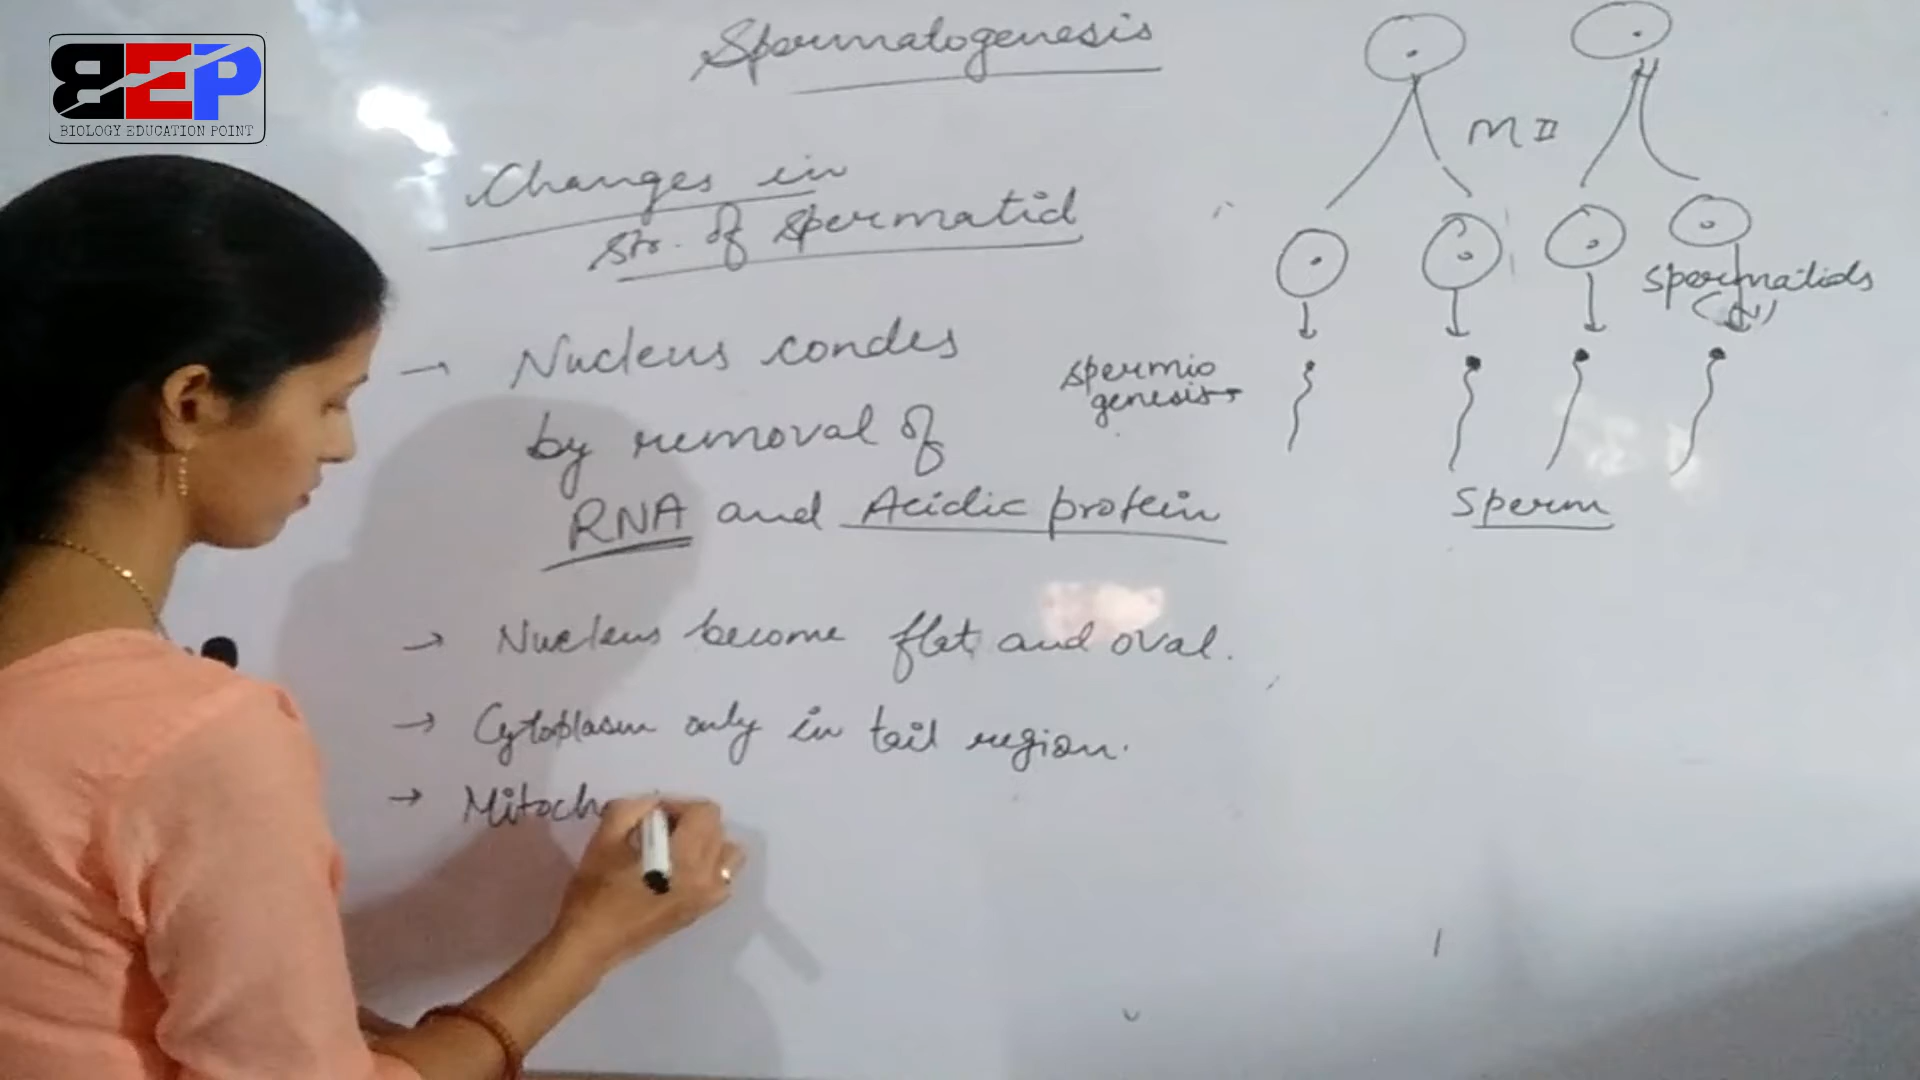 BEP
BIOLOGY EDUCATION POINT
Spermatogenesis
Changes in
str. of spermatid
→ Nucleus condes
by removal of
RNA and Acidic protein
→ Nucleus become flat and oval.
→ Cytoplasm only in tail region.
→ Mitoch
M II
spermatids
spermio
genesis→
Sperm